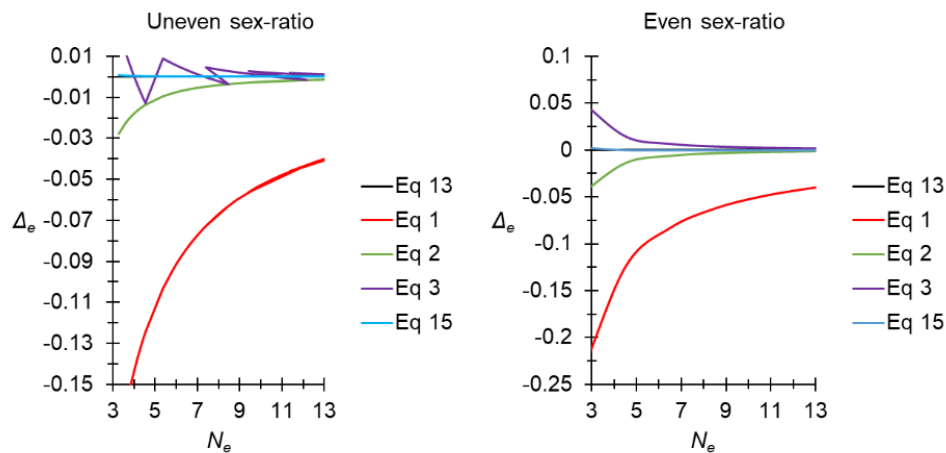 Uneven sex-ratio
0.01
-0.01
-0.03
-0.05
-0.07
-0.09
-0.11
-0.13
-0.15
Δe
3 5 7 9 11 13
Ne
Eq 13
Eq 1
Eq 2
Eq 3
Eq 15
Even sex-ratio
0.1
0.05
0
-0.05
-0.1
-0.15
-0.2
-0.25
Δe
3 5 7 9 11 13
Ne
Eq 13
Eq 1
Eq 2
Eq 3
Eq 15